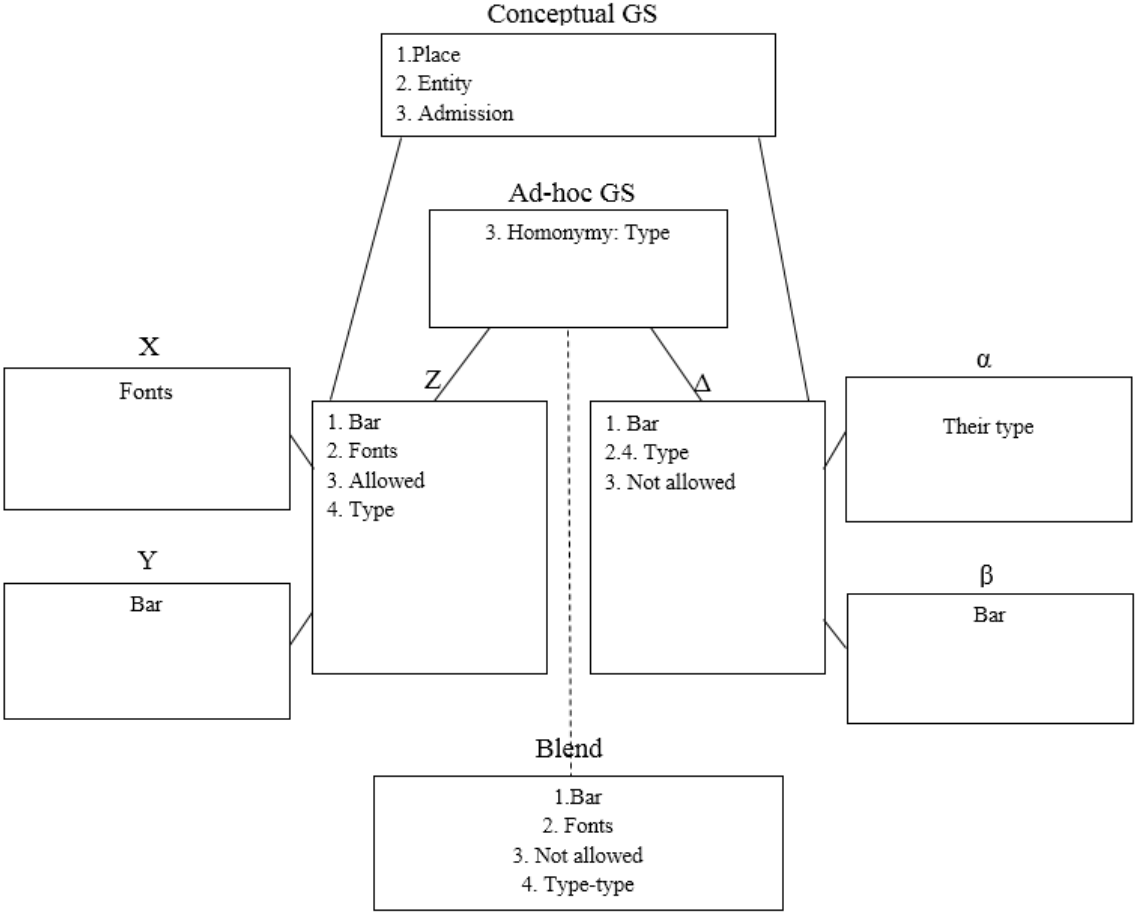 Conceptual GS
1.Place
2. Entity
3. Admission
Ad-hoc GS
3. Homonymy: Type
X
Fonts
Y
Bar
Z
1. Bar
2. Fonts
3. Allowed
4. Type
Δ
1. Bar
2.4. Type
3. Not allowed
α
Their type
β
Bar
Blend
1.Bar
2. Fonts
3. Not allowed
4. Type-type